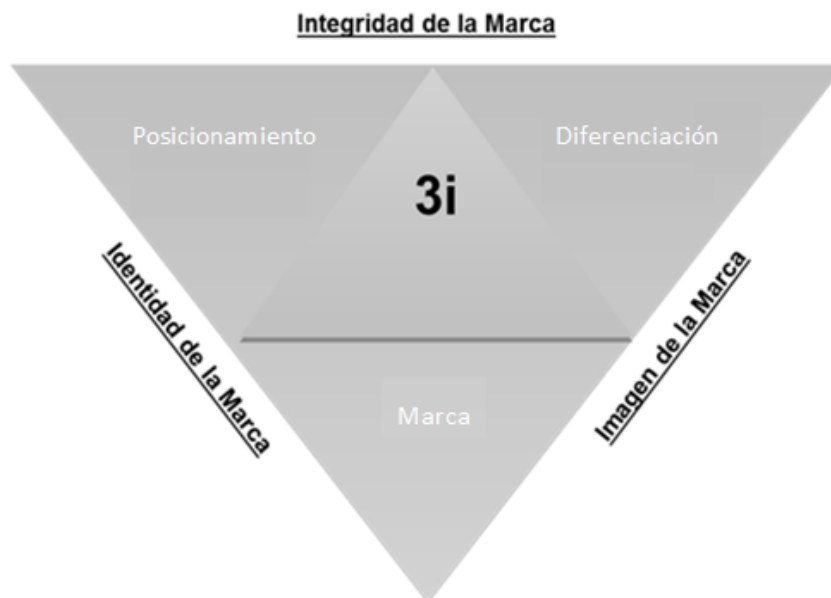 Integridad de la Marca
Posicionamiento
Diferenciación
3i
Identidad de la Marca
Imagen de la Marca
Marca